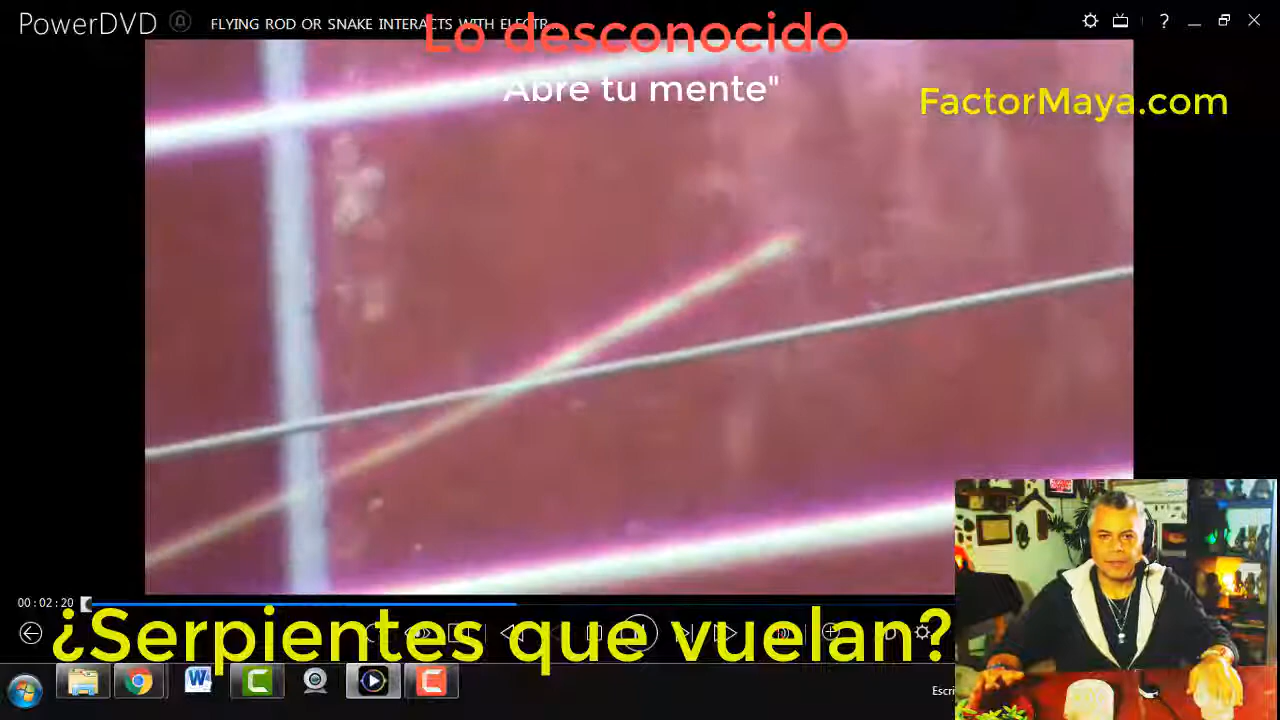 PowerDVD
FLYING ROD OR SNAKE INTERACTS WITH ELECTR
Lo desconocido
Abre tu mente"
FactorMaya.com
00:02:20
¿Serpientes que vuelan?
Escri